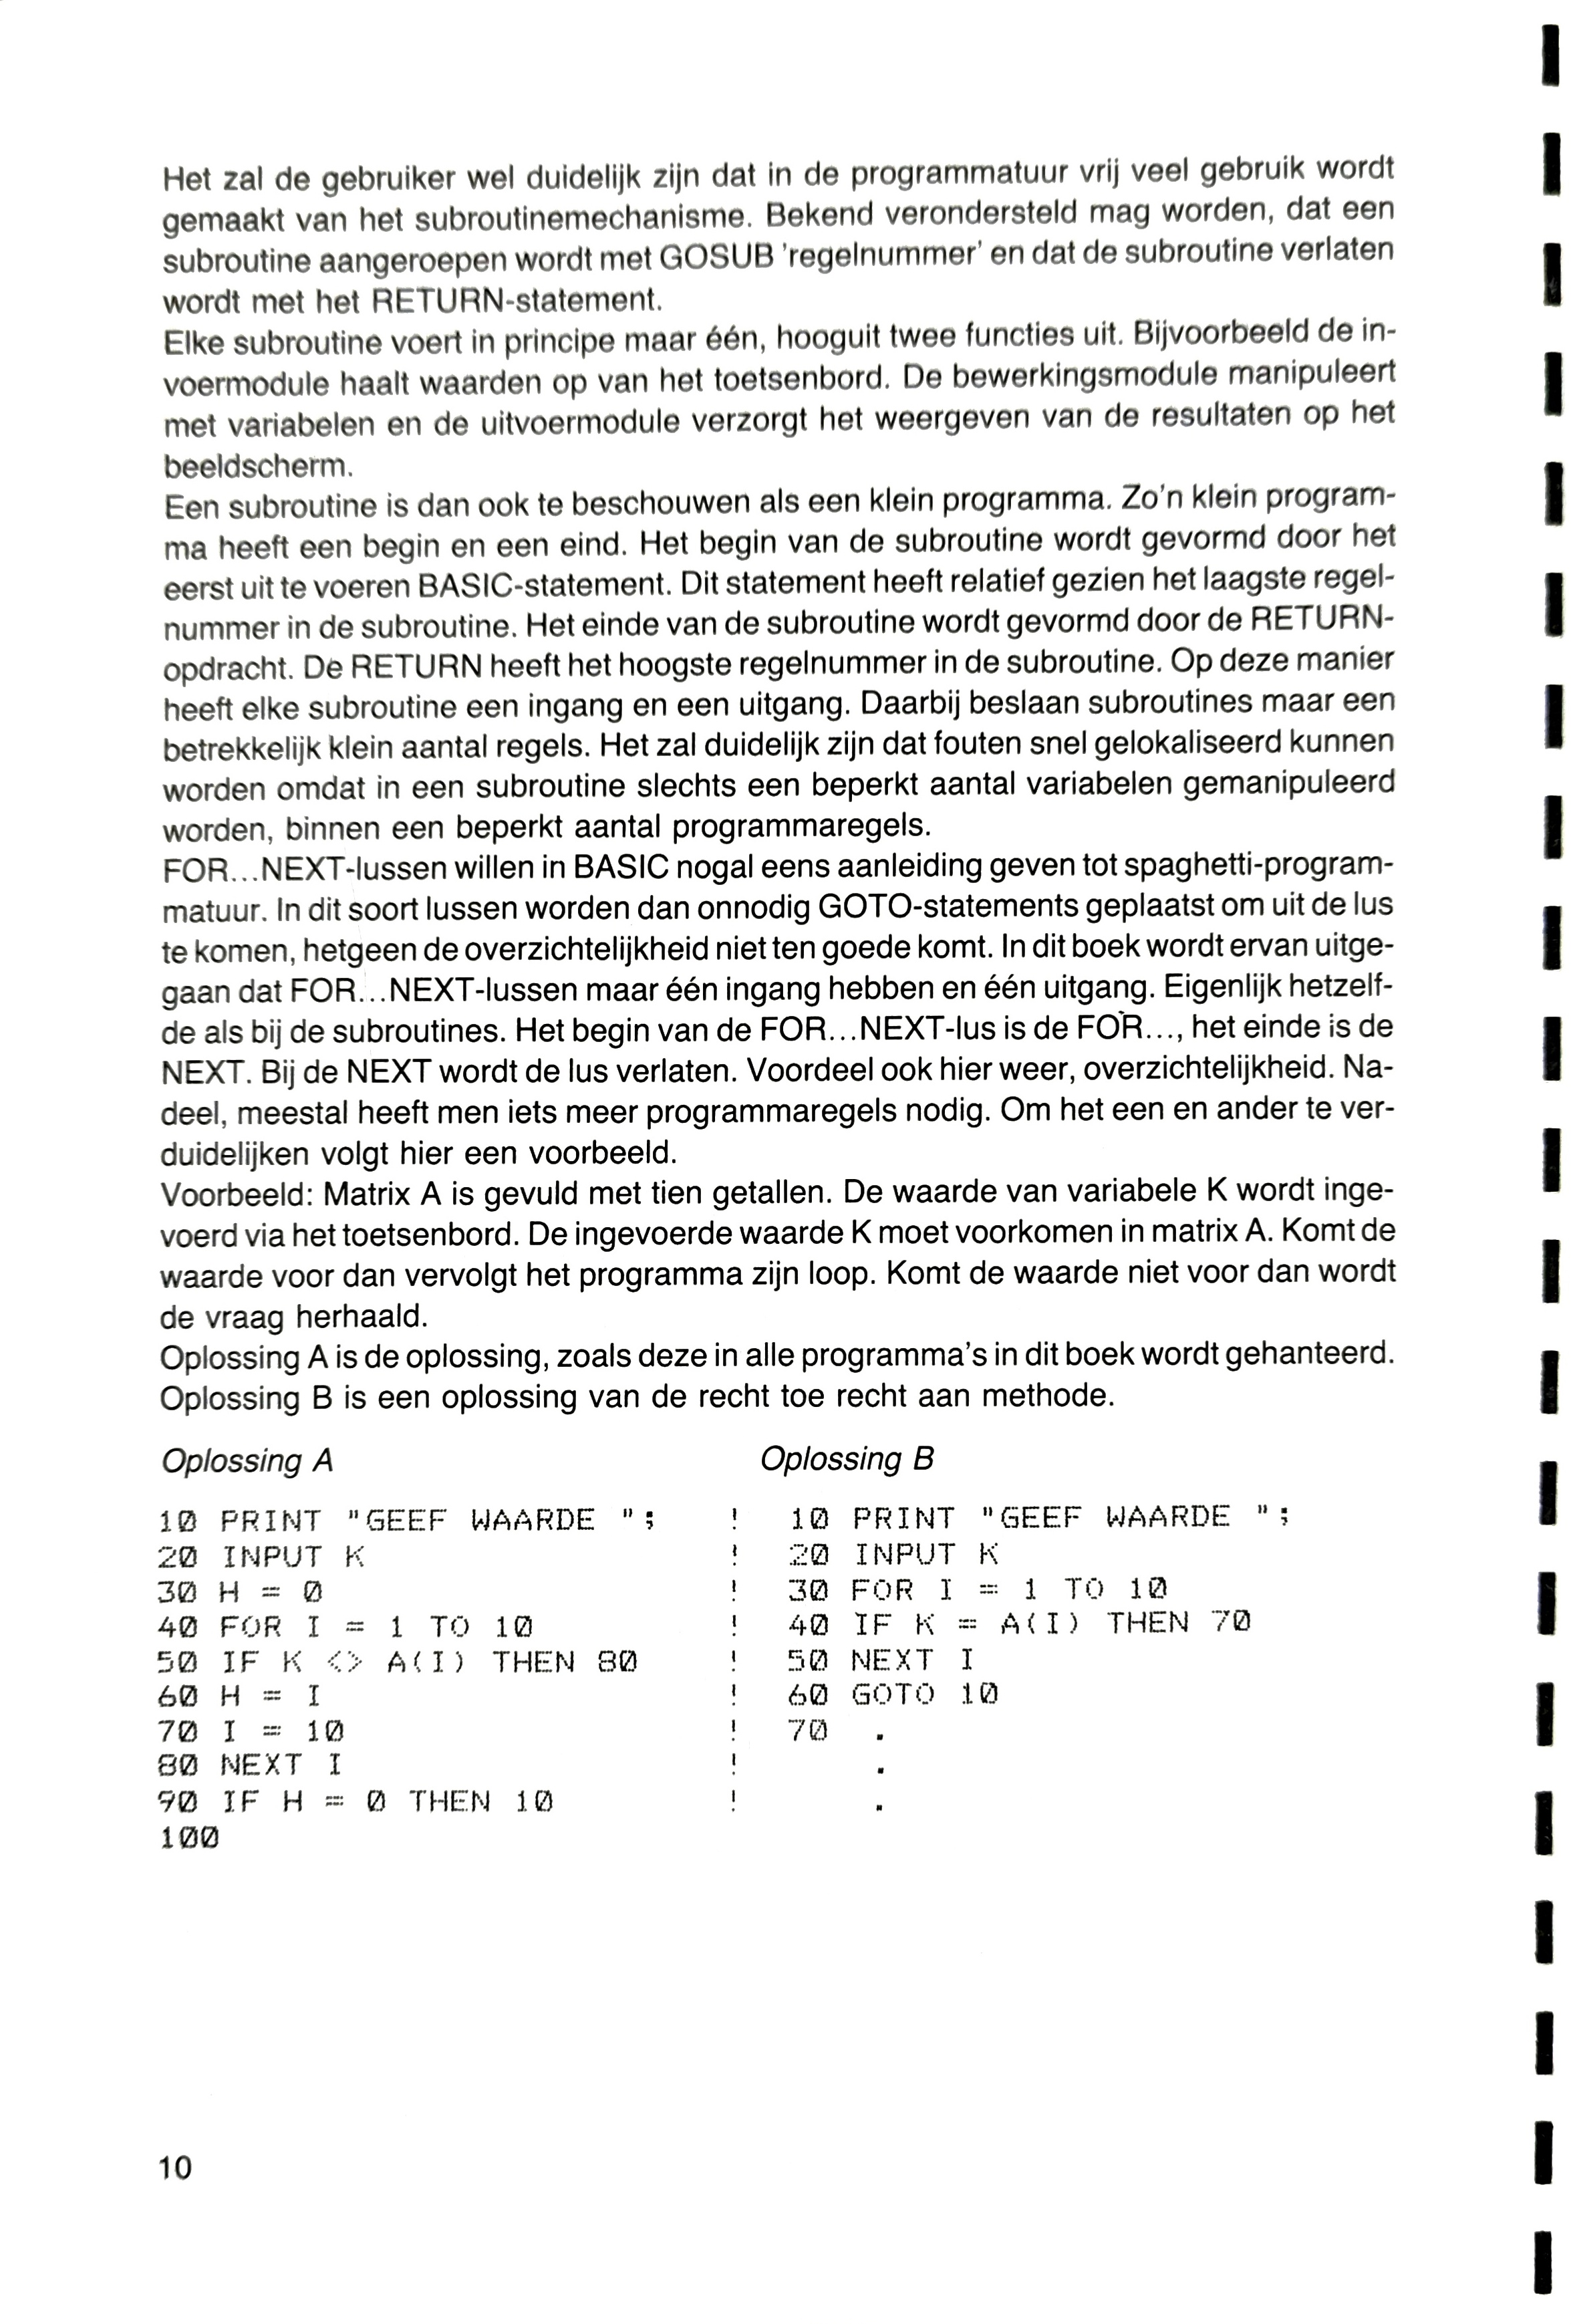 Het zal de gebruiker wel duidelijk zijn dat in de programmatuur vrij veel gebruik wordt
gemaakt van het subroutinemechanisme. Bekend verondersteld mag worden, dat een
subroutine aangeroepen wordt met GOSUB 'regelnummer' en dat de subroutine verlaten
wordt met het RETURN-statement.
Elke subroutine voert in principe maar één, hooguit twee functies uit. Bijvoorbeeld de in-
voermodule haalt waarden op van het toetsenbord. De bewerkingsmodule manipuleert
met variabelen en de uitvoermodule verzorgt het weergeven van de resultaten op het
beeldscherm.
Een subroutine is dan ook te beschouwen als een klein programma. Zo'n klein program-
ma heeft een begin en een eind. Het begin van de subroutine wordt gevormd door het
eerst uit te voeren BASIC-statement. Dit statement heeft relatief gezien het laagste regel-
nummer in de subroutine. Het einde van de subroutine wordt gevormd door de RETURN-
opdracht. De RETURN heeft het hoogste regelnummer in de subroutine. Op deze manier
heeft elke subroutine een ingang en een uitgang. Daarbij beslaan subroutines maar een
betrekkelijk klein aantal regels. Het zal duidelijk zijn dat fouten snel gelokaliseerd kunnen
worden omdat in een subroutine slechts een beperkt aantal variabelen gemanipuleerd
worden, binnen een beperkt aantal programmaregels.
FOR...NEXT-lussen willen in BASIC nogal eens aanleiding geven tot spaghetti-program-
matuur. In dit soort lussen worden dan onnodig GOTO-statements geplaatst om uit de lus
te komen, hetgeen de overzichtelijkheid niet ten goede komt. In dit boek wordt ervan uitge-
gaan dat FOR...NEXT-lussen maar één ingang hebben en één uitgang. Eigenlijk hetzelf-
de als bij de subroutines. Het begin van de FOR...NEXT-lus is de FOR..., het einde is de
NEXT. Bij de NEXT wordt de lus verlaten. Voordeel ook hier weer, overzichtelijkheid. Na-
deel, meestal heeft men iets meer programmaregels nodig. Om het een en ander te ver-
duidelijken volgt hier een voorbeeld.
Voorbeeld: Matrix A is gevuld met tien getallen. De waarde van variabele K wordt inge-
voerd via het toetsenbord. De ingevoerde waarde K moet voorkomen in matrix A. Komt de
waarde voor dan vervolgt het programma zijn loop. Komt de waarde niet voor dan wordt
de vraag herhaald.
Oplossing A is de oplossing, zoals deze in alle programma's in dit boek wordt gehanteerd.
Oplossing B is een oplossing van de recht toe recht aan methode.
Oplossing A
10 PRINT "GEEF WAARDE ";
20 INPUT K
30 H = 0
40 FOR I = 1 TO 10
50 IF K <> A(I) THEN 80
60 H = I
70 I = 10
80 NEXT I
90 IF H = 0 THEN 10
100
!
!
!
!
!
!
!
!
!
Oplossing B
10 PRINT "GEEF WAARDE ";
20 INPUT K
30 FOR I = 1 TO 10
40 IF K = A(I) THEN 70
50 NEXT I
60 GOTO 10
70 .
.
.
10